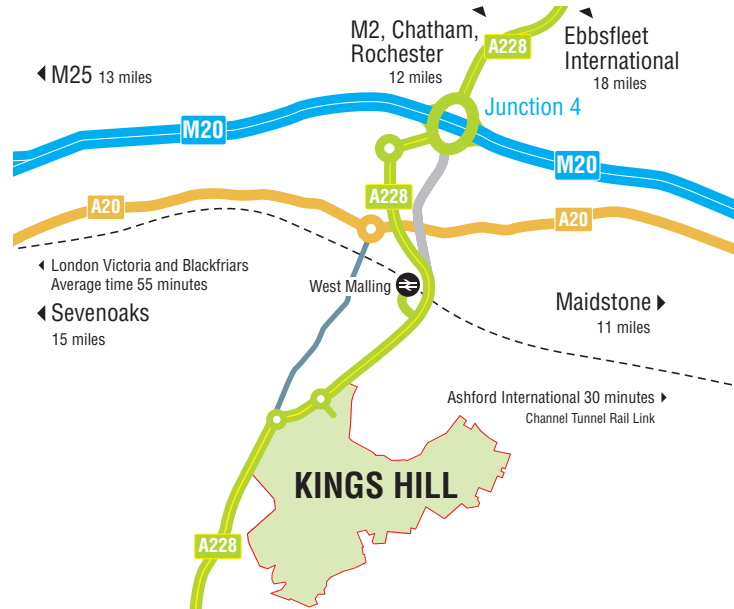 M2, Chatham,
Rochester
12 miles
A228
Ebbsfleet
International
18 miles
M25 13 miles
Junction 4
M20
M20
A228
A20
A20
London Victoria and Blackfriars
Average time 55 minutes
West Malling
Sevenoaks
15 miles
Maidstone
11 miles
Ashford International 30 minutes
Channel Tunnel Rail Link
KINGS HILL
A228